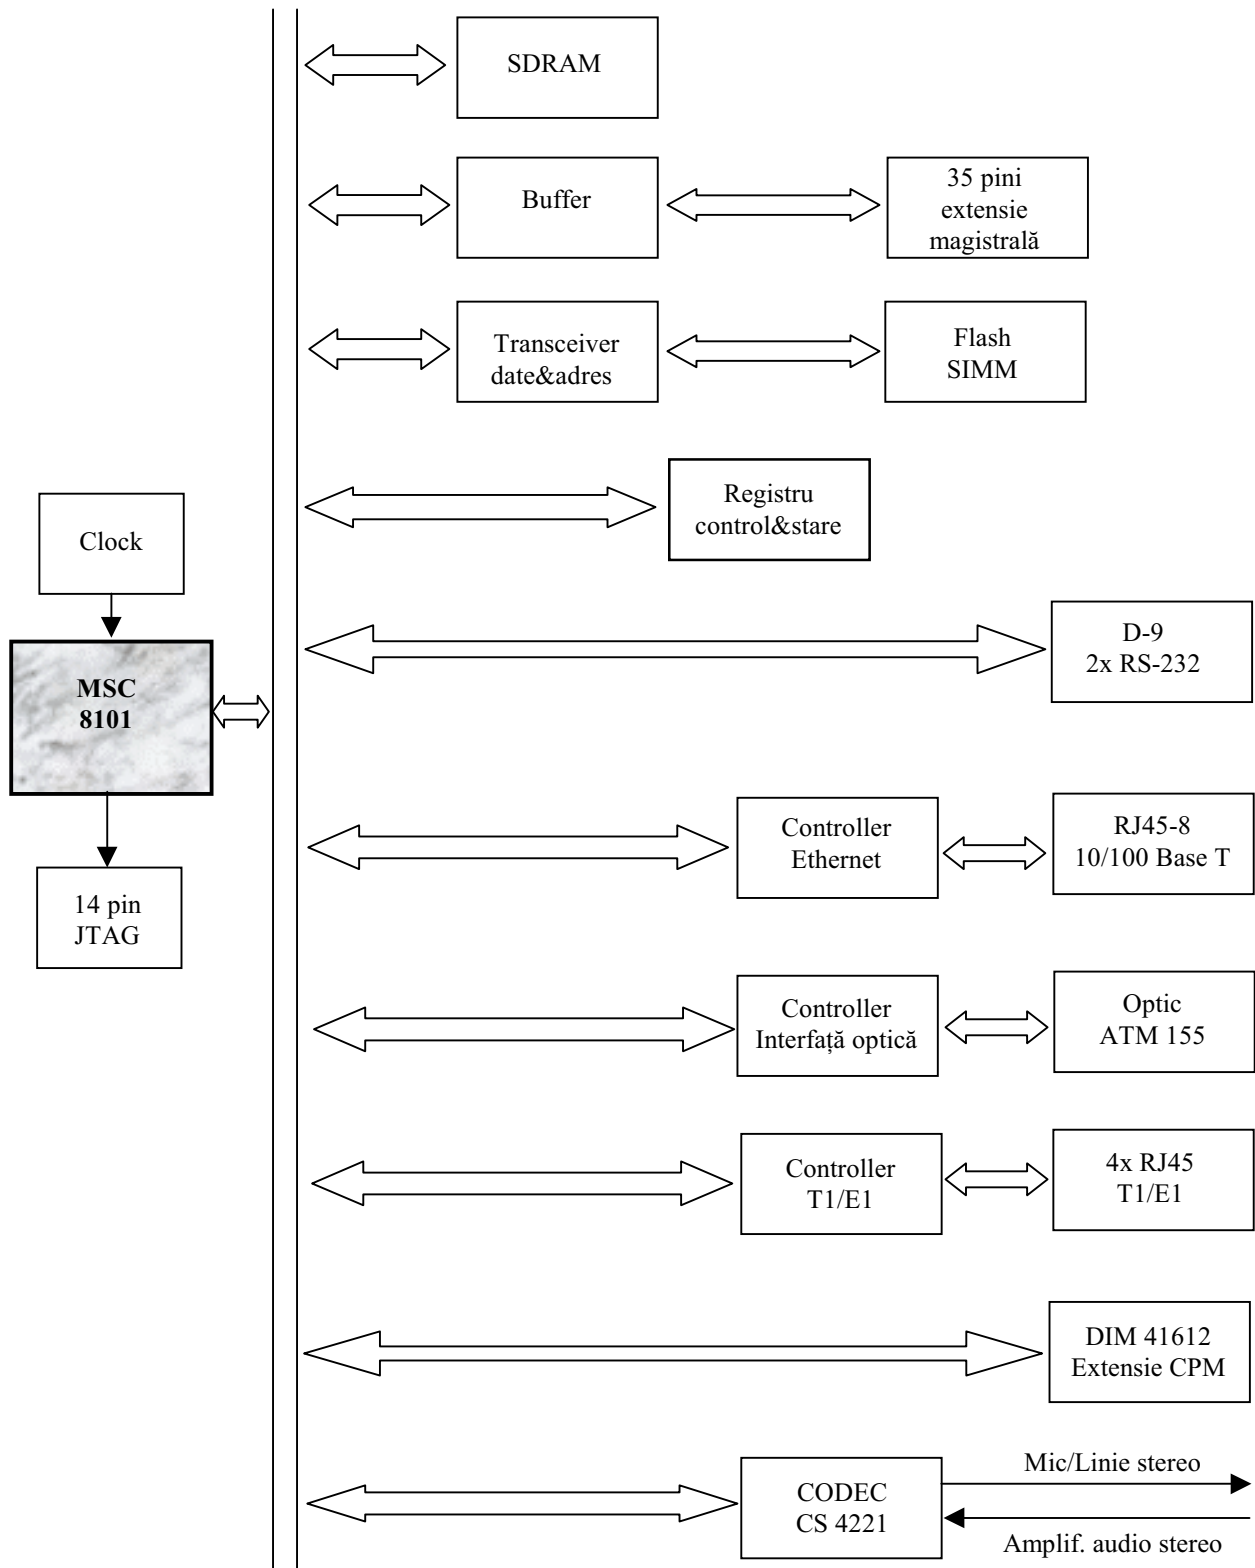 SDRAM
Buffer
35 pini
extensie
magistrală
Transceiver
date&adres
Flash
SIMM
Registru
control&stare
Clock
D-9
2x RS-232
MSC
8101
Controller
Ethernet
RJ45-8
10/100 Base T
14 pin
JTAG
Controller
Interfață optică
Optic
ATM 155
Controller
T1/E1
4x RJ45
T1/E1
DIM 41612
Extensie CPM
CODEC
CS 4221
Mic/Linie stereo
Amplif. audio stereo